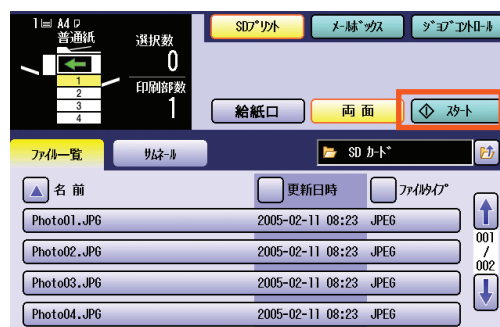 1 A4
普通紙
選択数
0
印刷部数
1
1
2
3
4
SDﾌﾟﾘﾝﾄ
ﾒｰﾙﾎﾞｯｸｽ
ｼﾞｮﾌﾞｺﾝﾄﾛｰﾙ
給紙口
両面
ｽﾀｰﾄ
ﾌｧｲﾙ一覧
ｻﾑﾈｰﾙ
SD ｶｰﾄﾞ
名前
更新日時
ﾌｧｲﾙﾀｲﾌﾟ
Photo01.JPG 2005-02-11 08:23 JPEG
Photo02.JPG 2005-02-11 08:23 JPEG
Photo03.JPG 2005-02-11 08:23 JPEG
Photo04.JPG 2005-02-11 08:23 JPEG
001
/
002